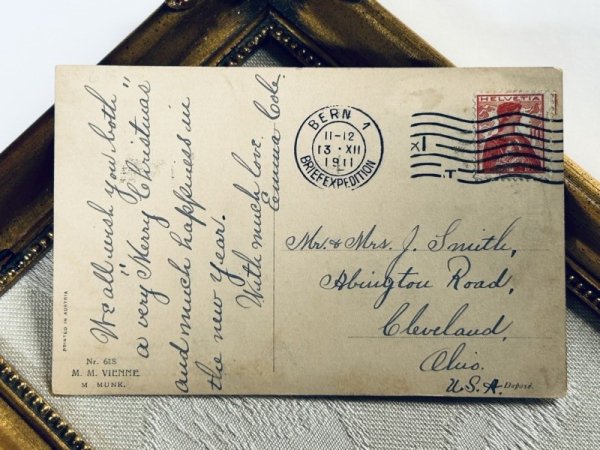 We all wish you both
"a very Merry Christmas"
and much happiness in
the new year.
With much love
Emma Cole.
PRINTED IN AUSTRIA
Nr. 618
M. M. VIENNE
M. MUNK.
BERN 1
11-12
13 · XII
1911
BRIEFEXPEDITION
HELVETIA
Mr. & Mrs. J. Smith,
Abington Road,
Cleveland,
Ohio.
U.S.A.
Déposé.